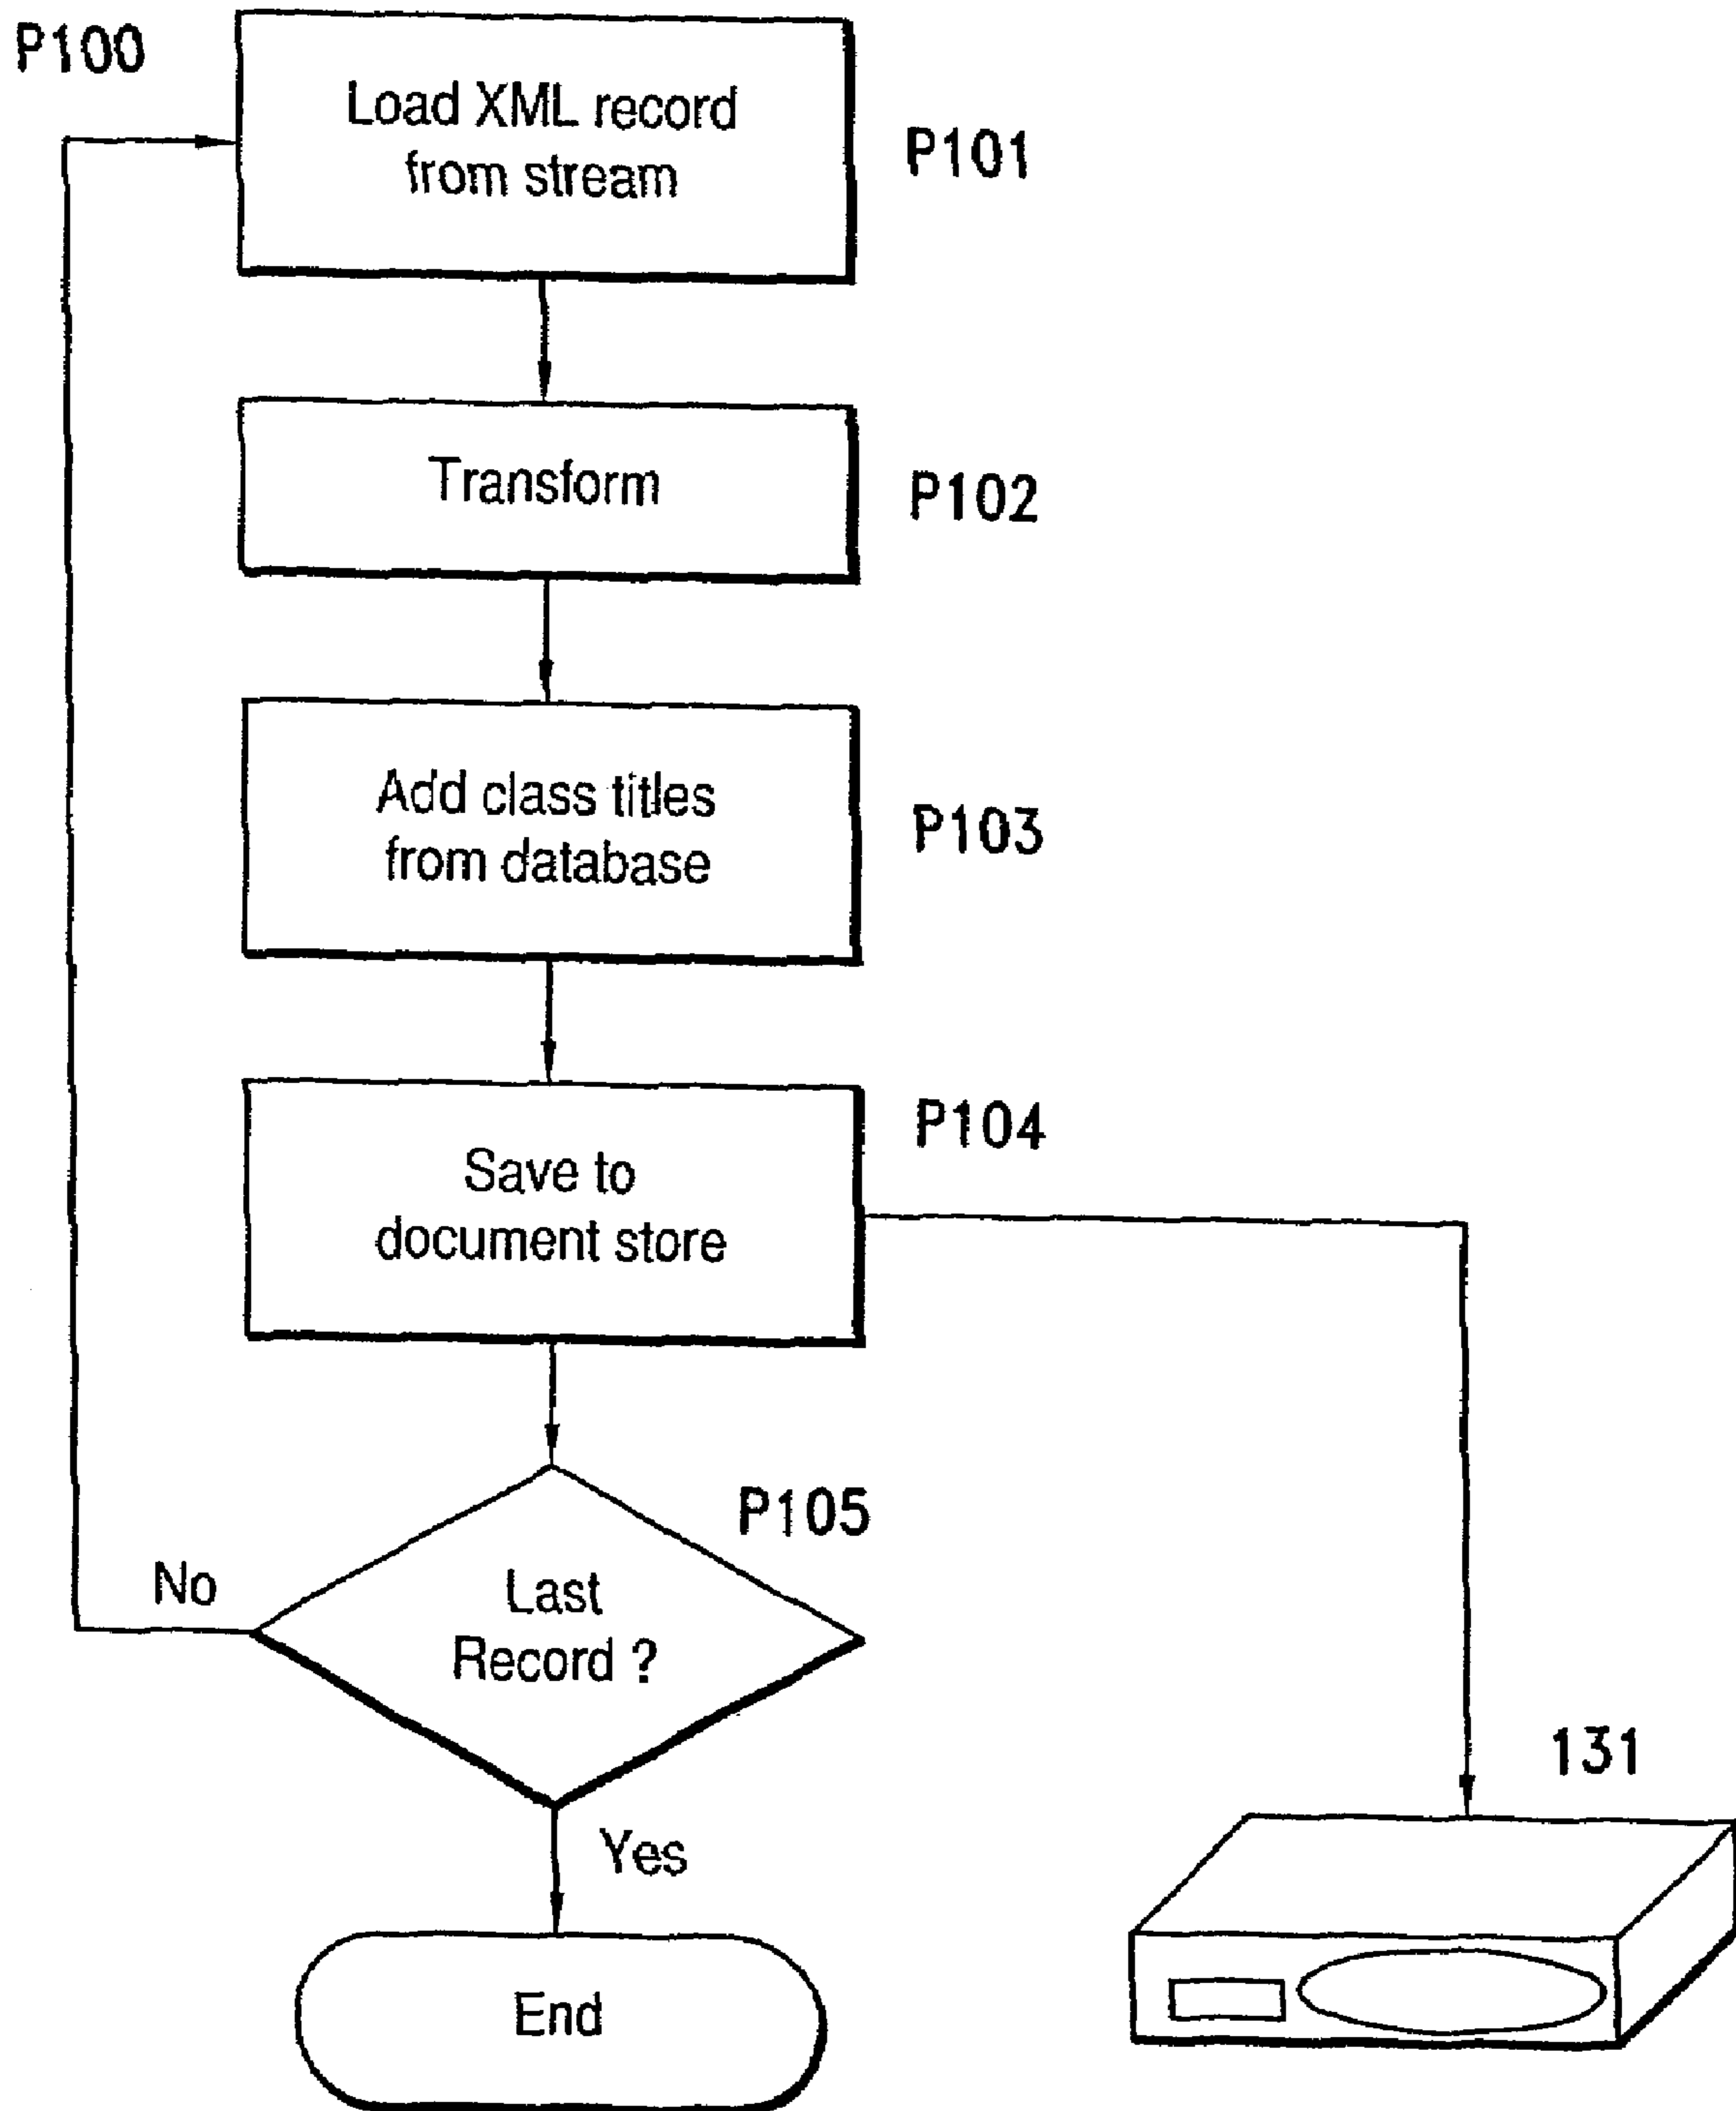 P100
Load XML record
from stream
P101
Transform
P102
Add class titles
from database
P103
Save to
document store
P104
Last
Record ?
P105
No
Yes
End
131